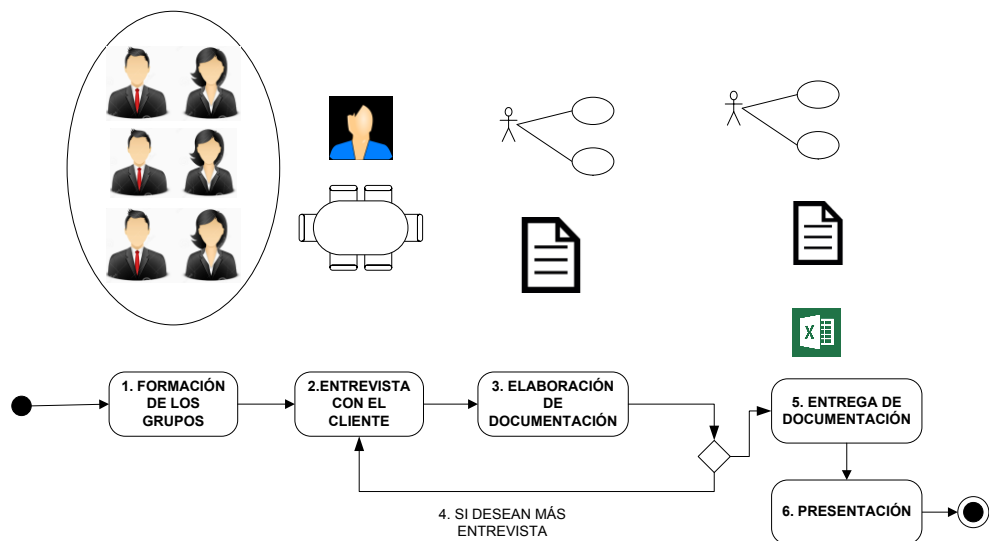 1. FORMACIÓN
DE LOS
GRUPOS
2.ENTREVISTA
CON EL
CLIENTE
3. ELABORACIÓN
DE
DOCUMENTACIÓN
4. SI DESEAN MÁS
ENTREVISTA
5. ENTREGA DE
DOCUMENTACIÓN
6. PRESENTACIÓN
X